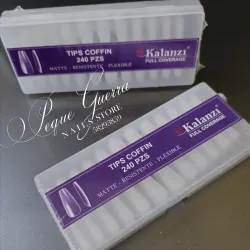 TIPS COFFIN
240 PZS
MATTE - RESISTENTE - FLEXIBLE
Kalanzi
FULL COVERAGE
Peque Guerra
NAILS STORE
TIPS COFFIN
240 PZS
MATTE - RESISTENTE - FLEXIBLE
Kalanzi
FULL COVERAGE